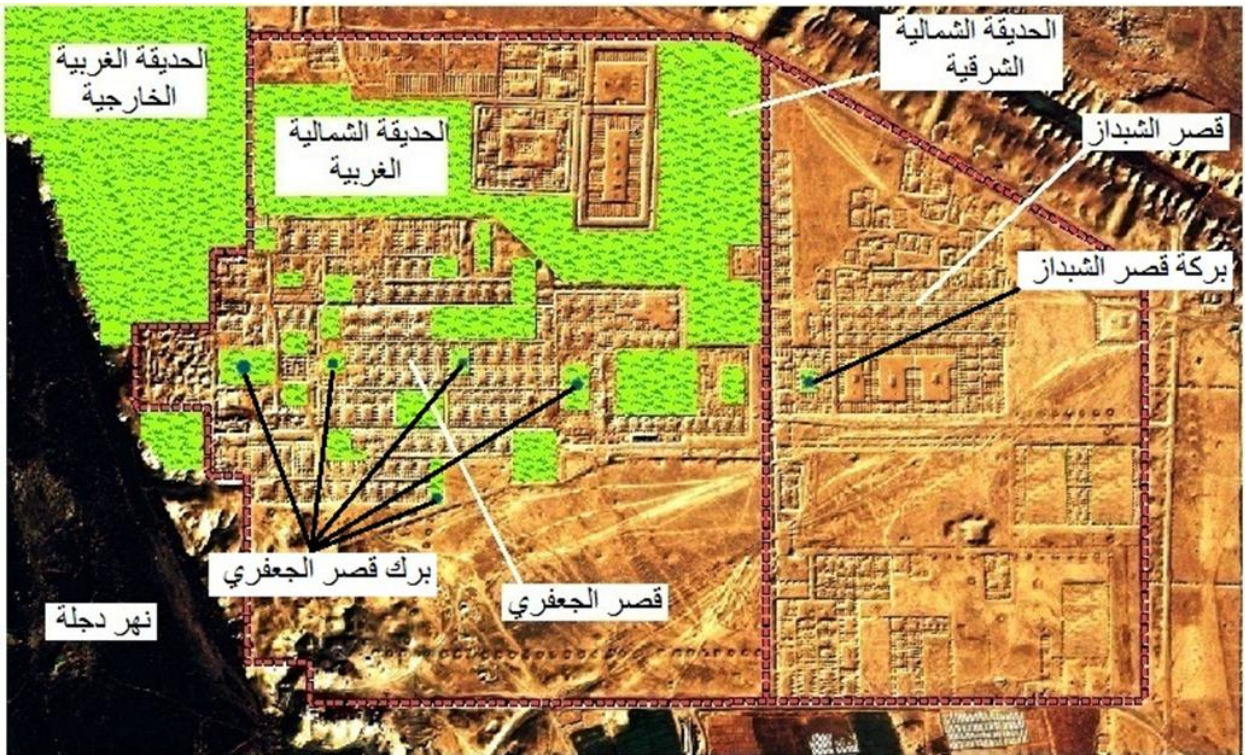 الحديقة الغربية
الخارجية
الحديقة الشمالية
الشرقية
الحديقة الشمالية
الغربية
قصر الشبداز
بركة قصر الشبداز
برك قصر الجعفري
قصر الجعفري
نهر دجلة